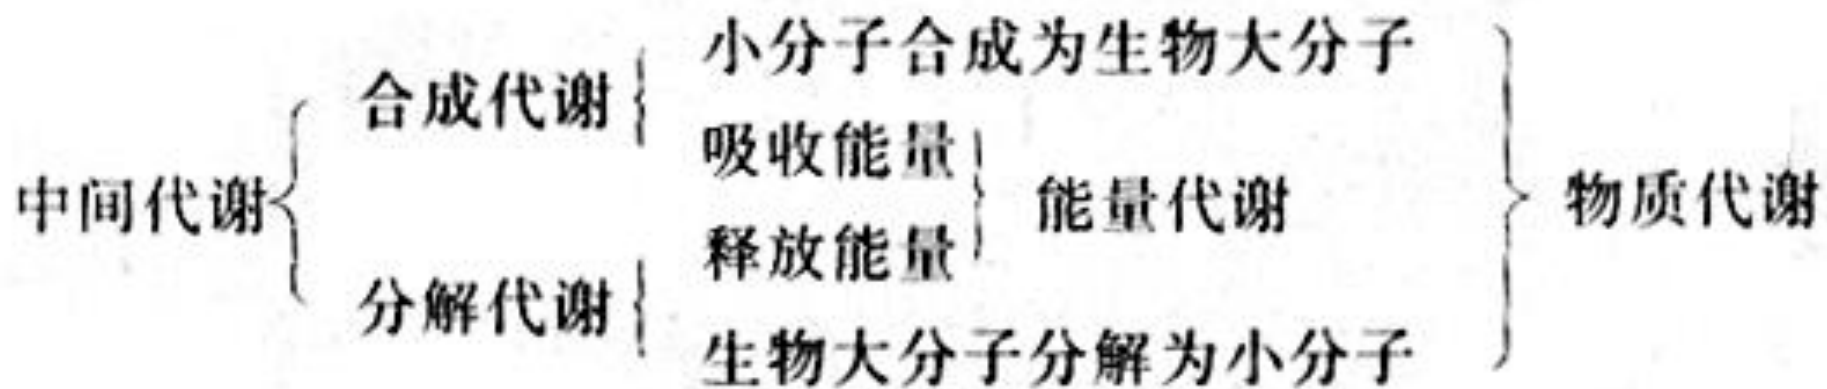 小分子合成为生物大分子
合成代谢
吸收能量
中间代谢
能量代谢
物质代谢
释放能量
分解代谢
生物大分子分解为小分子